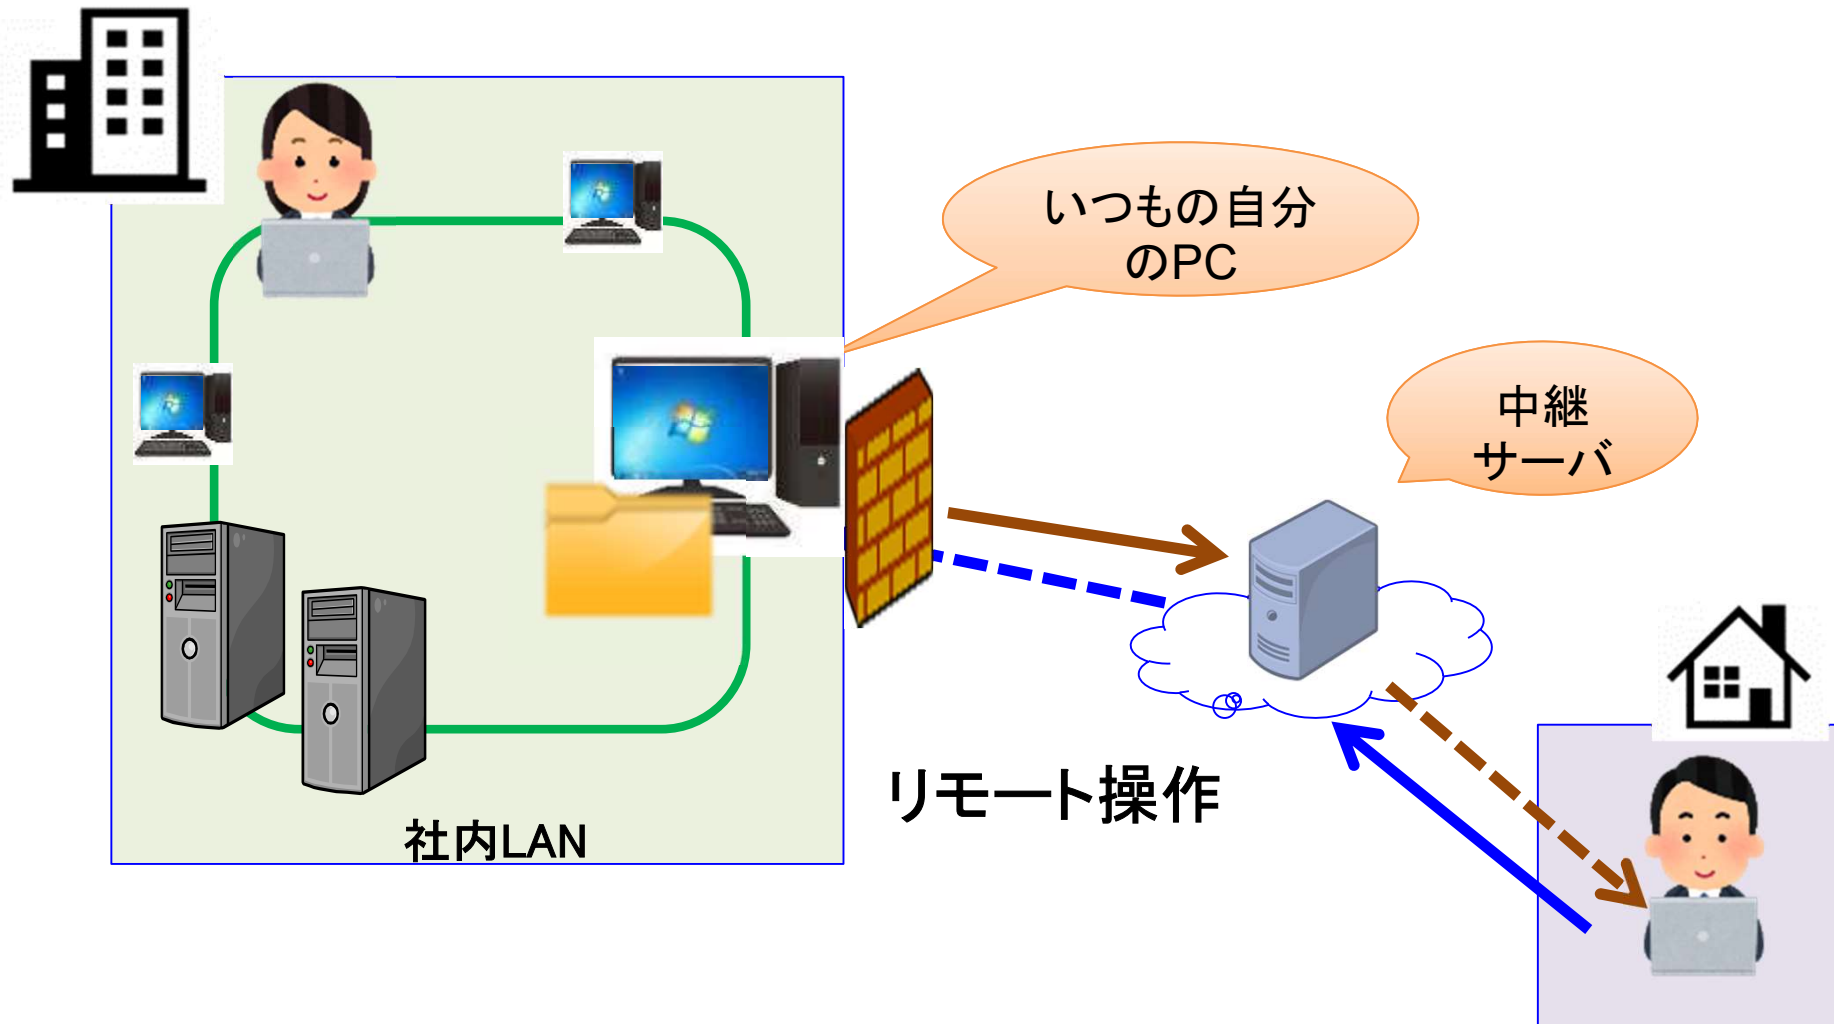 いつもの自分
のPC
中継
サーバ
リモート操作
社内LAN